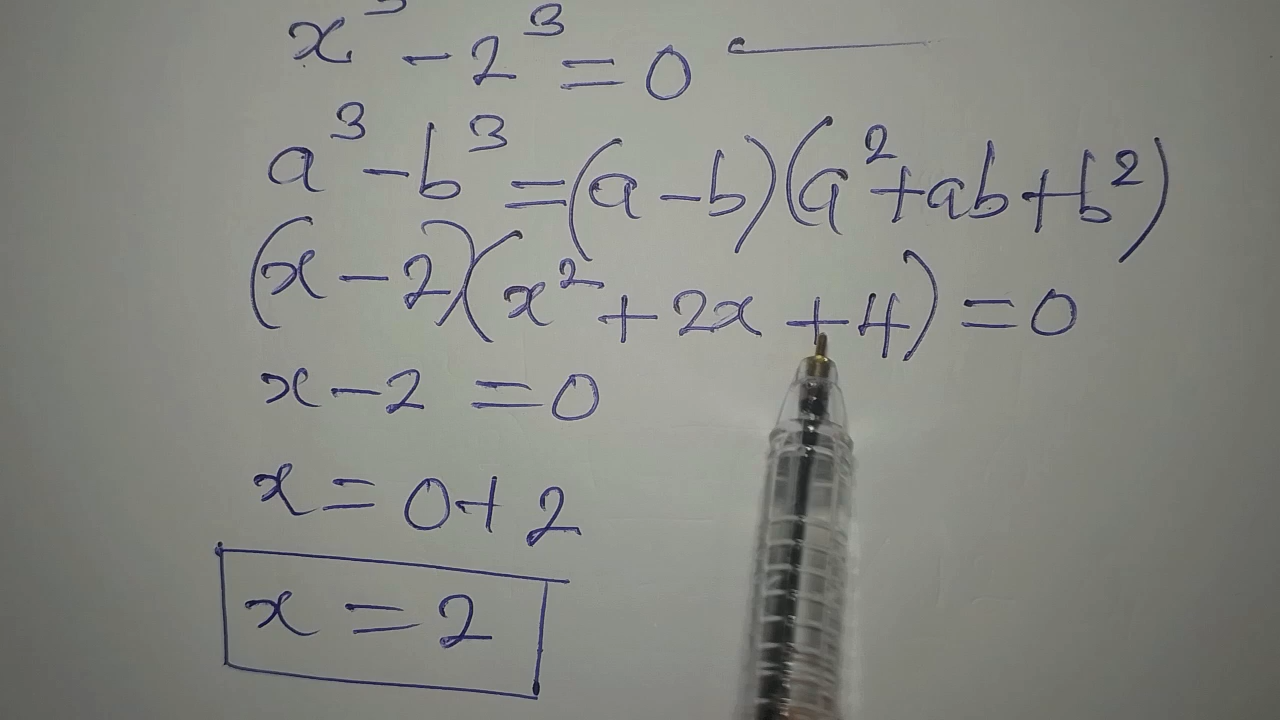 x³ - 2³ = 0
a³ - b³ = (a - b)(a² + ab + b²)
(x - 2)(x² + 2x + 4) = 0
x - 2 = 0
x = 0 + 2
x = 2